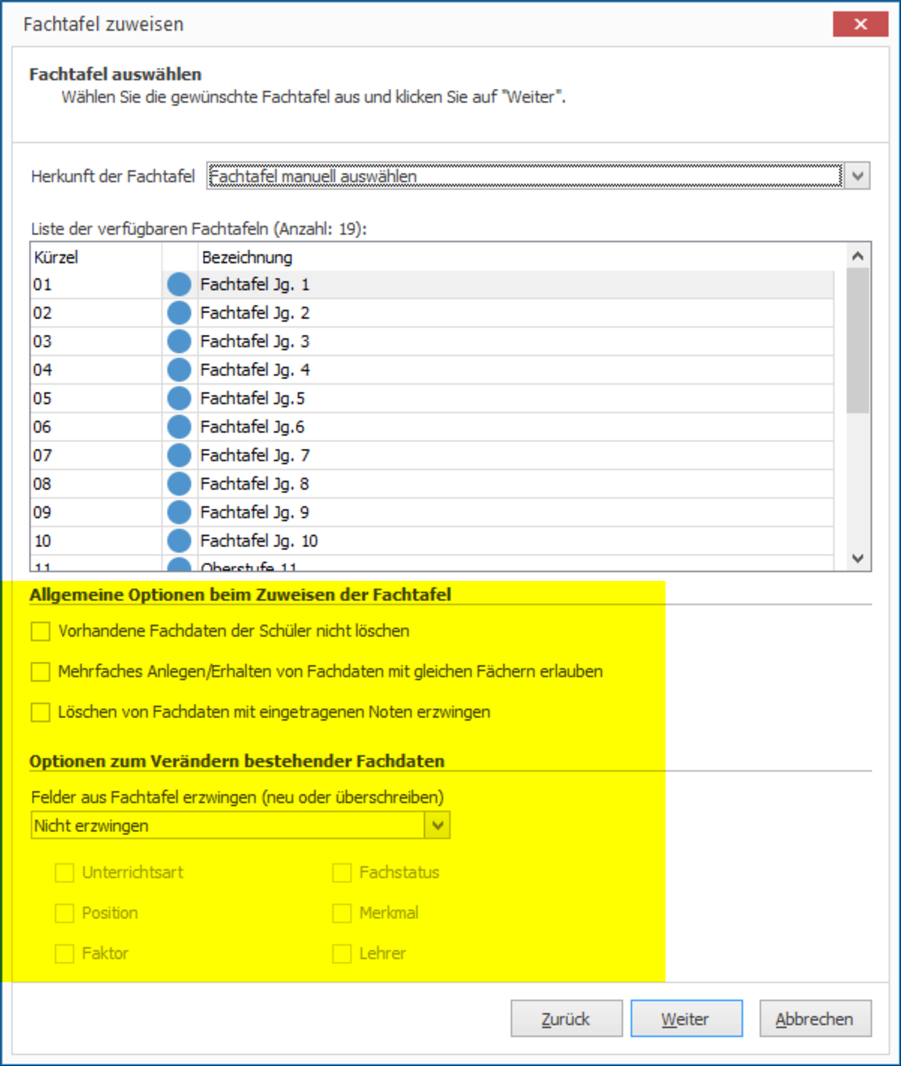 Fachtafel zuweisen
Fachtafel auswählen
Wählen Sie die gewünschte Fachtafel aus und klicken Sie auf "Weiter".
Herkunft der Fachtafel Fachtafel manuell auswählen
Liste der verfügbaren Fachtafeln (Anzahl: 19):
Kürzel Bezeichnung
01 Fachtafel Jg. 1
02 Fachtafel Jg. 2
03 Fachtafel Jg. 3
04 Fachtafel Jg. 4
05 Fachtafel Jg.5
06 Fachtafel Jg.6
07 Fachtafel Jg. 7
08 Fachtafel Jg. 8
09 Fachtafel Jg. 9
10 Fachtafel Jg. 10
11 Oberstufe 11
Allgemeine Optionen beim Zuweisen der Fachtafel
Vorhandene Fachdaten der Schüler nicht löschen
Mehrfaches Anlegen/Erhalten von Fachdaten mit gleichen Fächern erlauben
Löschen von Fachdaten mit eingetragenen Noten erzwingen
Optionen zum Verändern bestehender Fachdaten
Felder aus Fachtafel erzwingen (neu oder überschreiben)
Nicht erzwingen
Unterrichtsart Fachstatus
Position Merkmal
Faktor Lehrer
Zurück Weiter Abbrechen